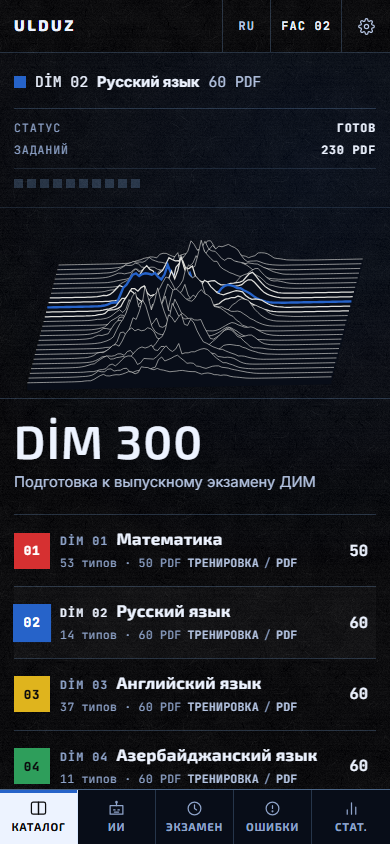 ULDUZ RU FAC 02
DİM 02 Русский язык 60 PDF
СТАТУС ГОТОВ
ЗАДАНИЙ 230 PDF
DİM 300
Подготовка к выпускному экзамену ДИМ
01 DİM 01 Математика 50
53 типов · 50 PDF ТРЕНИРОВКА / PDF
02 DİM 02 Русский язык 60
14 типов · 60 PDF ТРЕНИРОВКА / PDF
03 DİM 03 Английский язык 60
37 типов · 60 PDF ТРЕНИРОВКА / PDF
04 DİM 04 Азербайджанский язык 60
11 типов · 60 PDF ТРЕНИРОВКА / PDF
КАТАЛОГ ИИ ЭКЗАМЕН ОШИБКИ СТАТ.